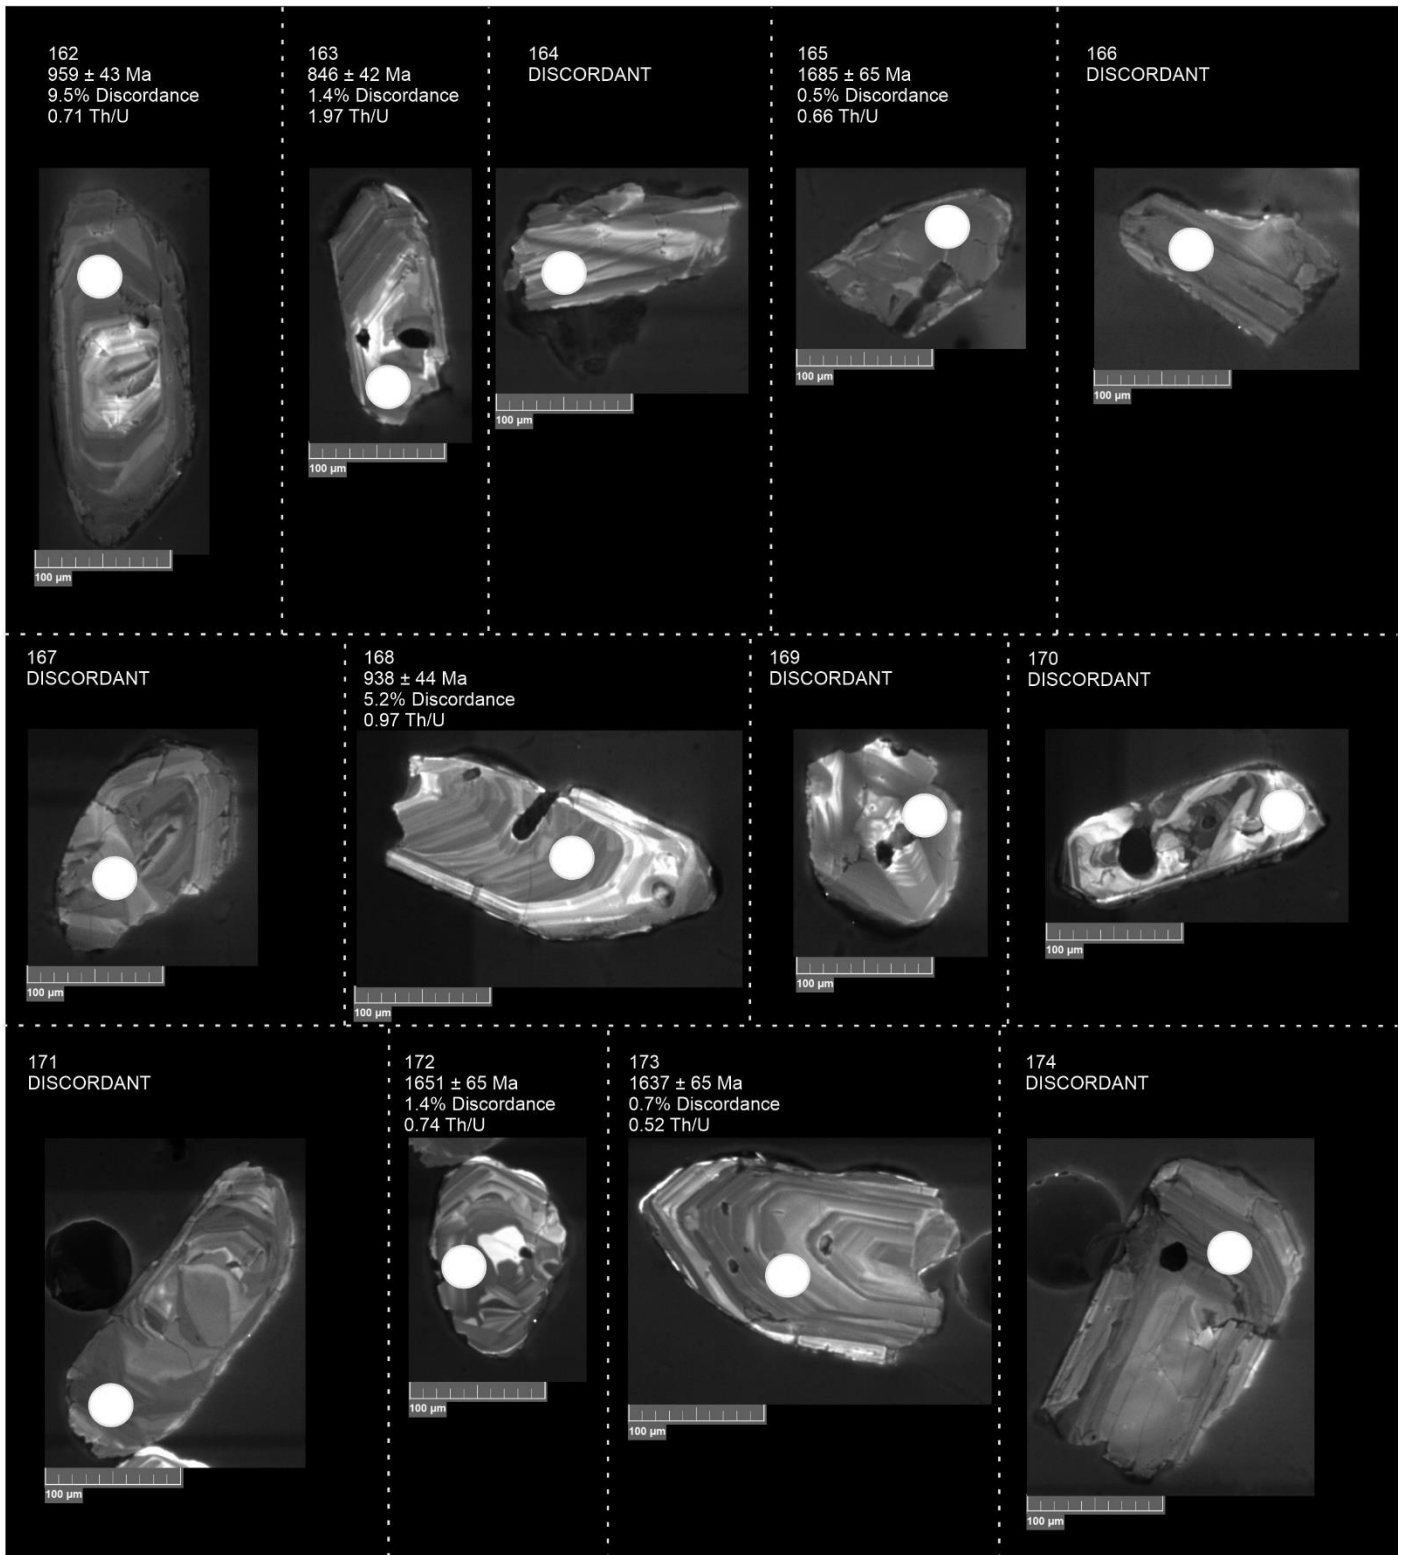 162
959 ± 43 Ma
9.5% Discordance
0.71 Th/U
163
846 ± 42 Ma
1.4% Discordance
1.97 Th/U
164
DISCORDANT
165
1685 ± 65 Ma
0.5% Discordance
0.66 Th/U
166
DISCORDANT
100 µm
100 µm
100 µm
100 µm
100 µm
167
DISCORDANT
168
938 ± 44 Ma
5.2% Discordance
0.97 Th/U
169
DISCORDANT
170
DISCORDANT
100 µm
100 µm
100 µm
100 µm
171
DISCORDANT
172
1651 ± 65 Ma
1.4% Discordance
0.74 Th/U
173
1637 ± 65 Ma
0.7% Discordance
0.52 Th/U
174
DISCORDANT
100 µm
100 µm
100 µm
100 µm